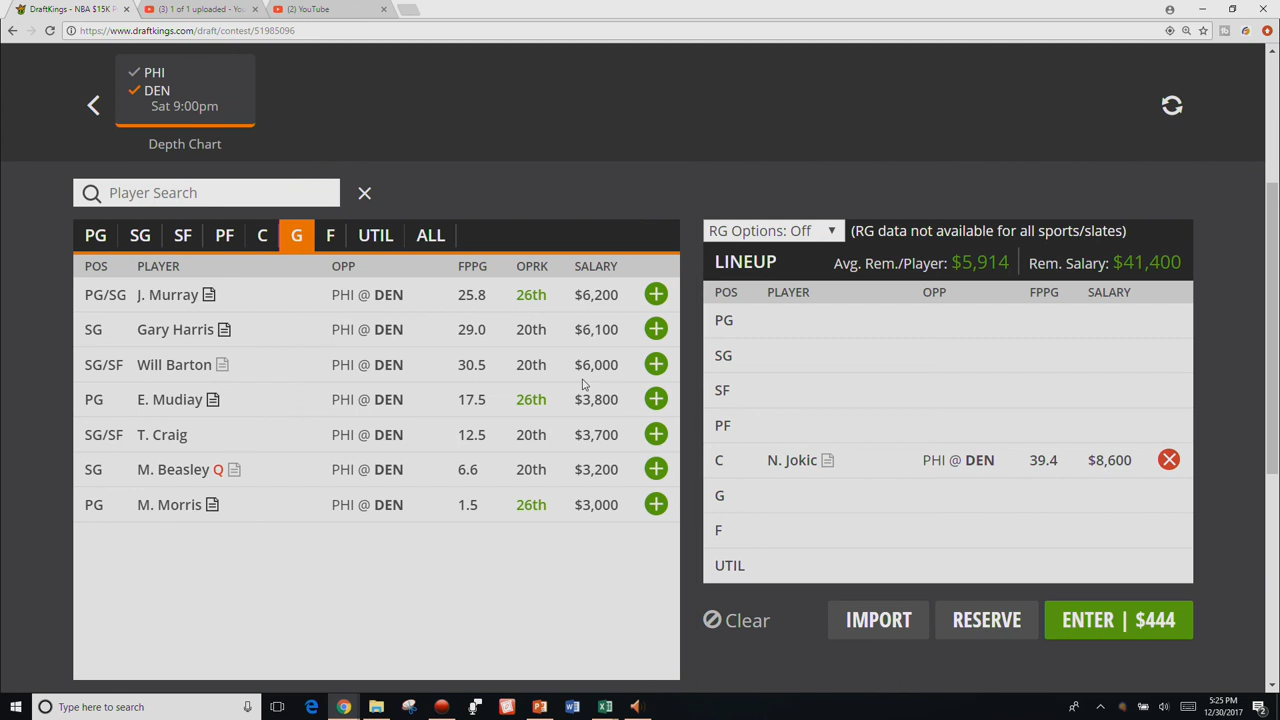 DraftKings - NBA $15K P
(3) 1 of 1 uploaded - You
(2) YouTube
https://www.draftkings.com/draft/contest/51985096
PHI
DEN
Sat 9:00pm
Depth Chart
Player Search
PG SG SF PF C G F UTIL ALL
POS PLAYER OPP FPPG OPRK SALARY
PG/SG J. Murray PHI @ DEN 25.8 26th $6,200
SG Gary Harris PHI @ DEN 29.0 20th $6,100
SG/SF Will Barton PHI @ DEN 30.5 20th $6,000
PG E. Mudiay PHI @ DEN 17.5 26th $3,800
SG/SF T. Craig PHI @ DEN 12.5 20th $3,700
SG M. Beasley Q PHI @ DEN 6.6 20th $3,200
PG M. Morris PHI @ DEN 1.5 26th $3,000
RG Options: Off (RG data not available for all sports/slates)
LINEUP Avg. Rem./Player: $5,914 Rem. Salary: $41,400
POS PLAYER OPP FPPG SALARY
PG
SG
SF
PF
C N. Jokic PHI @ DEN 39.4 $8,600
G
F
UTIL
Clear IMPORT RESERVE ENTER | $444
Type here to search
5:25 PM
12/30/2017